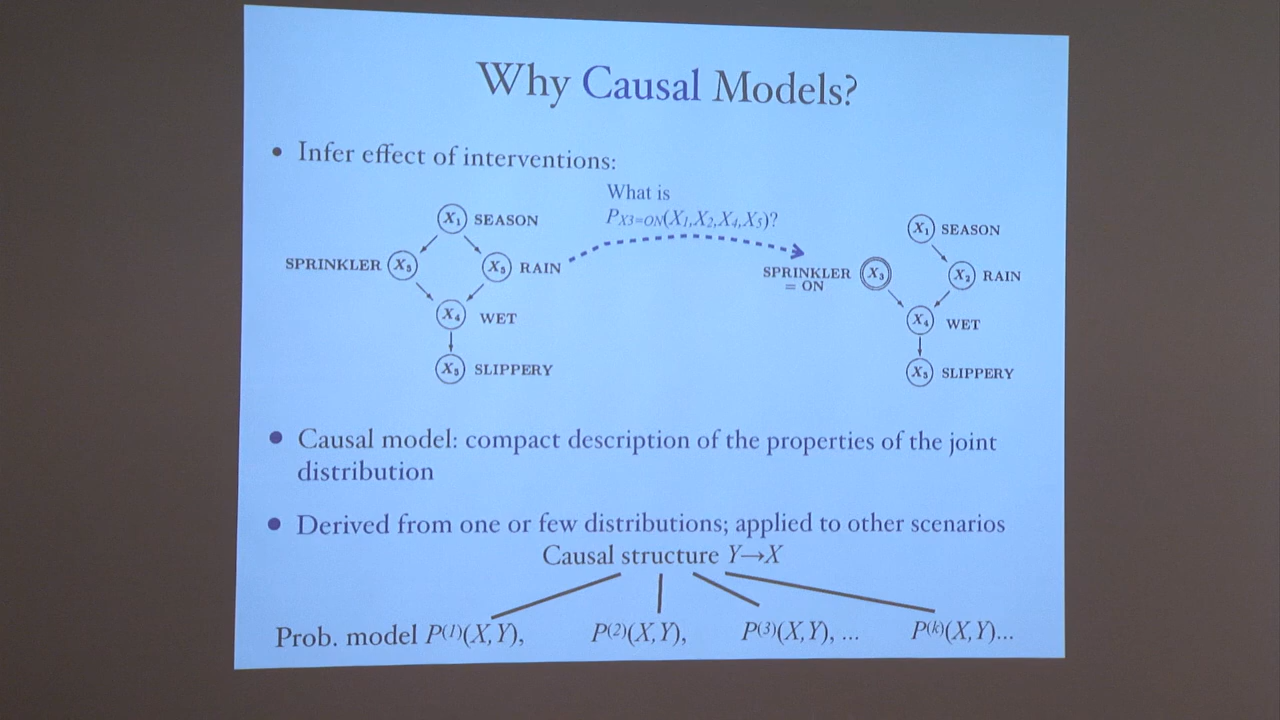 Why Causal Models?
• Infer effect of interventions:
What is
P_{X3=ON}(X₁,X₂,X₄,X₅)?
X₁ SEASON
SPRINKLER X₃
X₅ RAIN
X₄ WET
X₅ SLIPPERY
X₁ SEASON
SPRINKLER X₃
= ON
X₂ RAIN
X₄ WET
X₅ SLIPPERY
• Causal model: compact description of the properties of the joint
distribution
• Derived from one or few distributions; applied to other scenarios
Causal structure Y→X
Prob. model P⁽¹⁾(X,Y), P⁽²⁾(X,Y), P⁽³⁾(X,Y), ... P⁽ᵏ⁾(X,Y)...